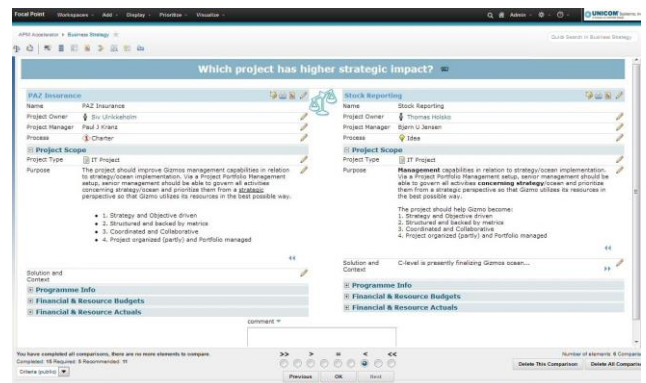 Focal Point Workspaces Add Display Prioritize Visualize Admin UNICOM Systems, In
APM Accelerator > Business Strategy
Quick Search in Business Strategy
Which project has higher strategic impact?
PAZ Insurance
Name PAZ Insurance
Project Owner Siv Uinkkeholm
Project Manager Paul J Kranz
Process Charter
Project Scope
Project Type IT Project
Purpose The project should improve Gizmos management capabilities in relation
to strategy/ocean implementation. Via a Project Portfolio Management
setup, senior management should be able to govern all activities
concerning strategy/ocean and prioritize them from a strategic
perspective so that Gizmo utilizes its resources in the best possible way.
• 1. Strategy and Objective driven
• 2. Structured and backed by metrics
• 3. Coordinated and Collaborative
• 4. Project organized (partly) and Portfolio managed
Solution and
Context
Programme Info
Financial & Resource Budgets
Financial & Resource Actuals
Stock Reporting
Name Stock Reporting
Project Owner Thomas Holsko
Project Manager Bjørn U Jensen
Process Idea
Project Scope
Project Type IT Project
Purpose Management capabilities in relation to strategy/ocean implementation.
Via a Project Portfolio Management setup, senior management should be
able to govern all activities concerning strategy/ocean and prioritize
them from a strategic perspective so that Gizmo utilizes its resources in
the best possible way.
The project should help Gizmo become:
1. Strategy and Objective driven
2. Structured and backed by metrics
3. Coordinated and Collaborative
4. Project organized (partly) and Portfolio managed
Solution and
Context C-level is presently finalizing Gizmos ocean...
Programme Info
Financial & Resource Budgets
Financial & Resource Actuals
comment
You have completed all comparisons, there are no more elements to compare.
Completed: 15 Required: 5 Recommended: 11
Criteria (public)
>> > = < <<
Previous OK Next
Number of elements: 6 Comparis
Delete This Comparison Delete All Compariso